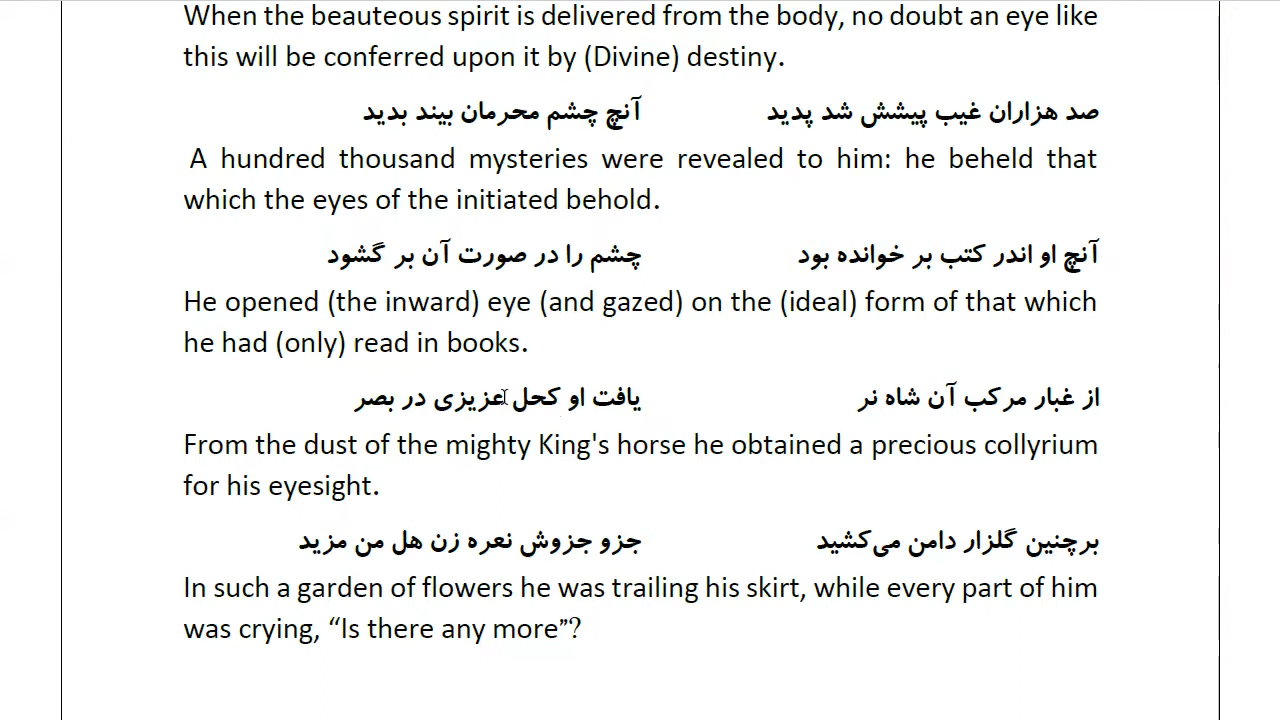 When the beauteous spirit is delivered from the body, no doubt an eye like
this will be conferred upon it by (Divine) destiny.
صد هزاران غیب پیشش شد پدید آنچ چشم محرمان بیند بدید
A hundred thousand mysteries were revealed to him: he beheld that
which the eyes of the initiated behold.
آنچ او اندر کتب بر خوانده بود چشم را در صورت آن بر گشود
He opened (the inward) eye (and gazed) on the (ideal) form of that which
he had (only) read in books.
از غبار مرکب آن شاه نر یافت او کحل عزیزی در بصر
From the dust of the mighty King's horse he obtained a precious collyrium
for his eyesight.
برچنین گلزار دامن می‌کشید جزو جزوش نعره زن هل من مزید
In such a garden of flowers he was trailing his skirt, while every part of him
was crying, “Is there any more”?